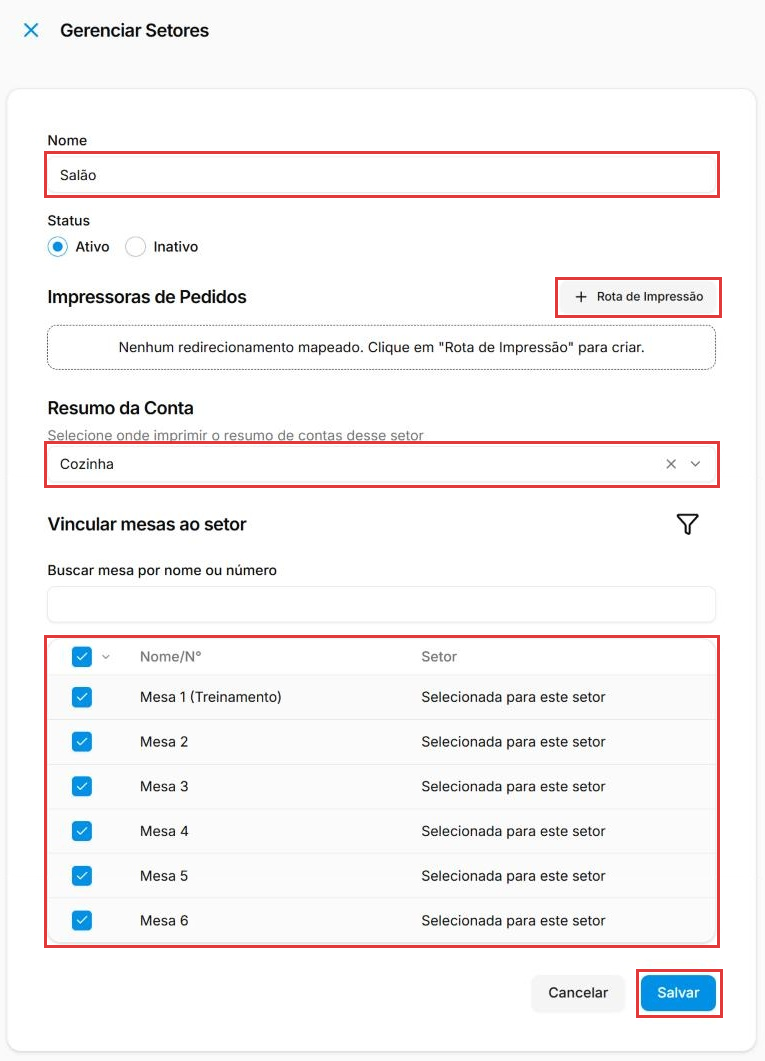 Gerenciar Setores
Nome
Salão
Status
Ativo Inativo
Impressoras de Pedidos
+ Rota de Impressão
Nenhum redirecionamento mapeado. Clique em "Rota de Impressão" para criar.
Resumo da Conta
Selecione onde imprimir o resumo de contas desse setor
Cozinha
Vincular mesas ao setor
Buscar mesa por nome ou número
Nome/N° Setor
Mesa 1 (Treinamento) Selecionada para este setor
Mesa 2 Selecionada para este setor
Mesa 3 Selecionada para este setor
Mesa 4 Selecionada para este setor
Mesa 5 Selecionada para este setor
Mesa 6 Selecionada para este setor
Cancelar Salvar